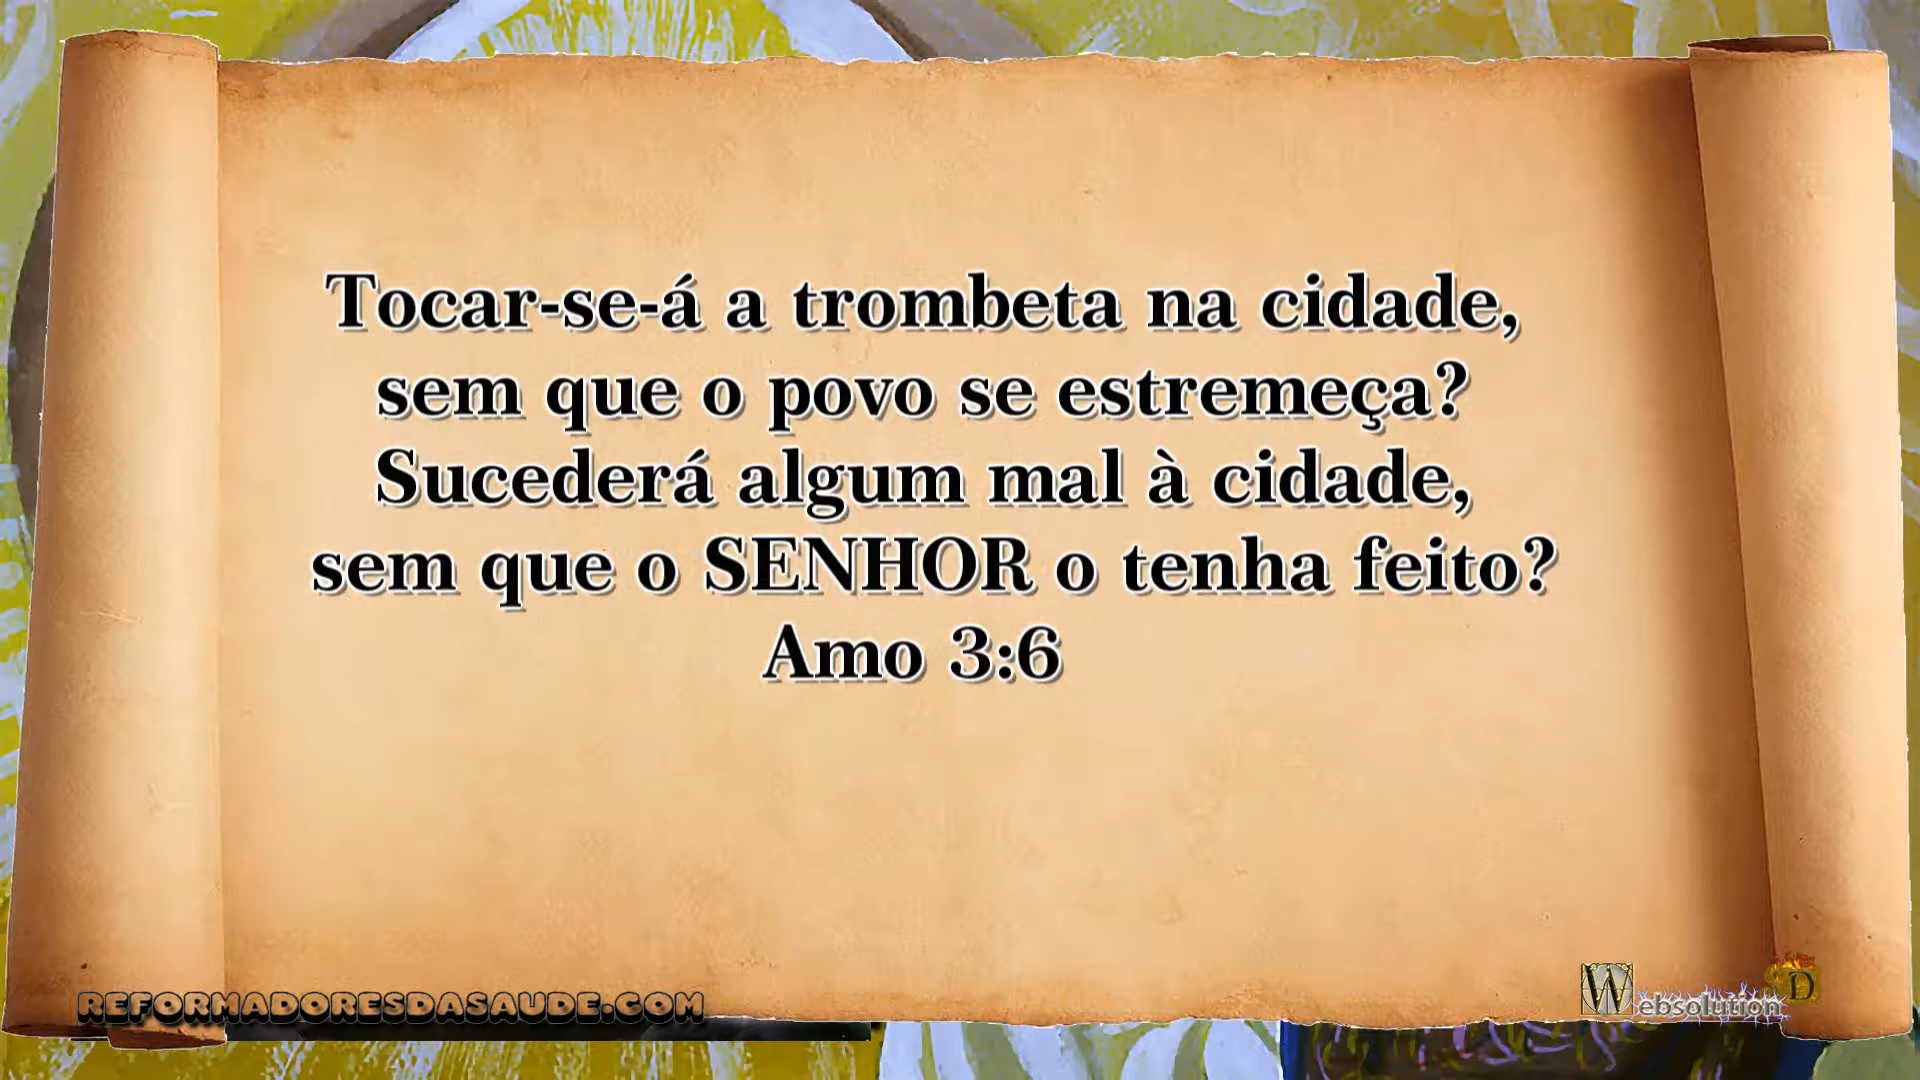 Tocar-se-á a trombeta na cidade,
sem que o povo se estremeça?
Sucederá algum mal à cidade,
sem que o SENHOR o tenha feito?
Amo 3:6
REFORMADORESDASAUDE.COM
Websolution D